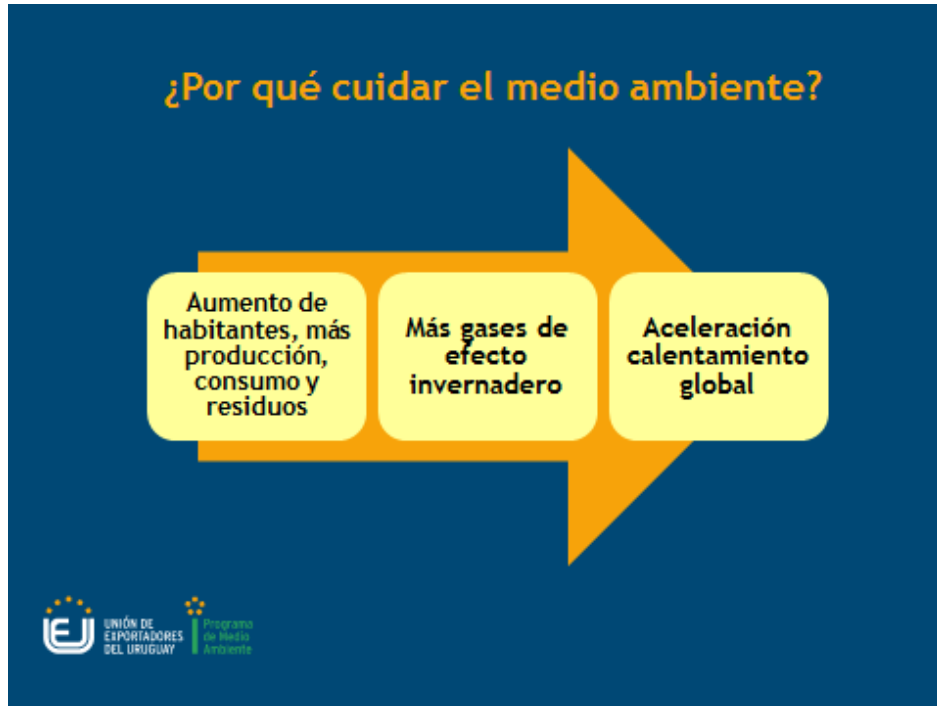 ¿Por qué cuidar el medio ambiente?
Aumento de
habitantes, más
producción,
consumo y
residuos
Más gases de
efecto
invernadero
Aceleración
calentamiento
global
UNIÓN DE
EXPORTADORES
DEL URUGUAY
Programa
de Medio
Ambiente